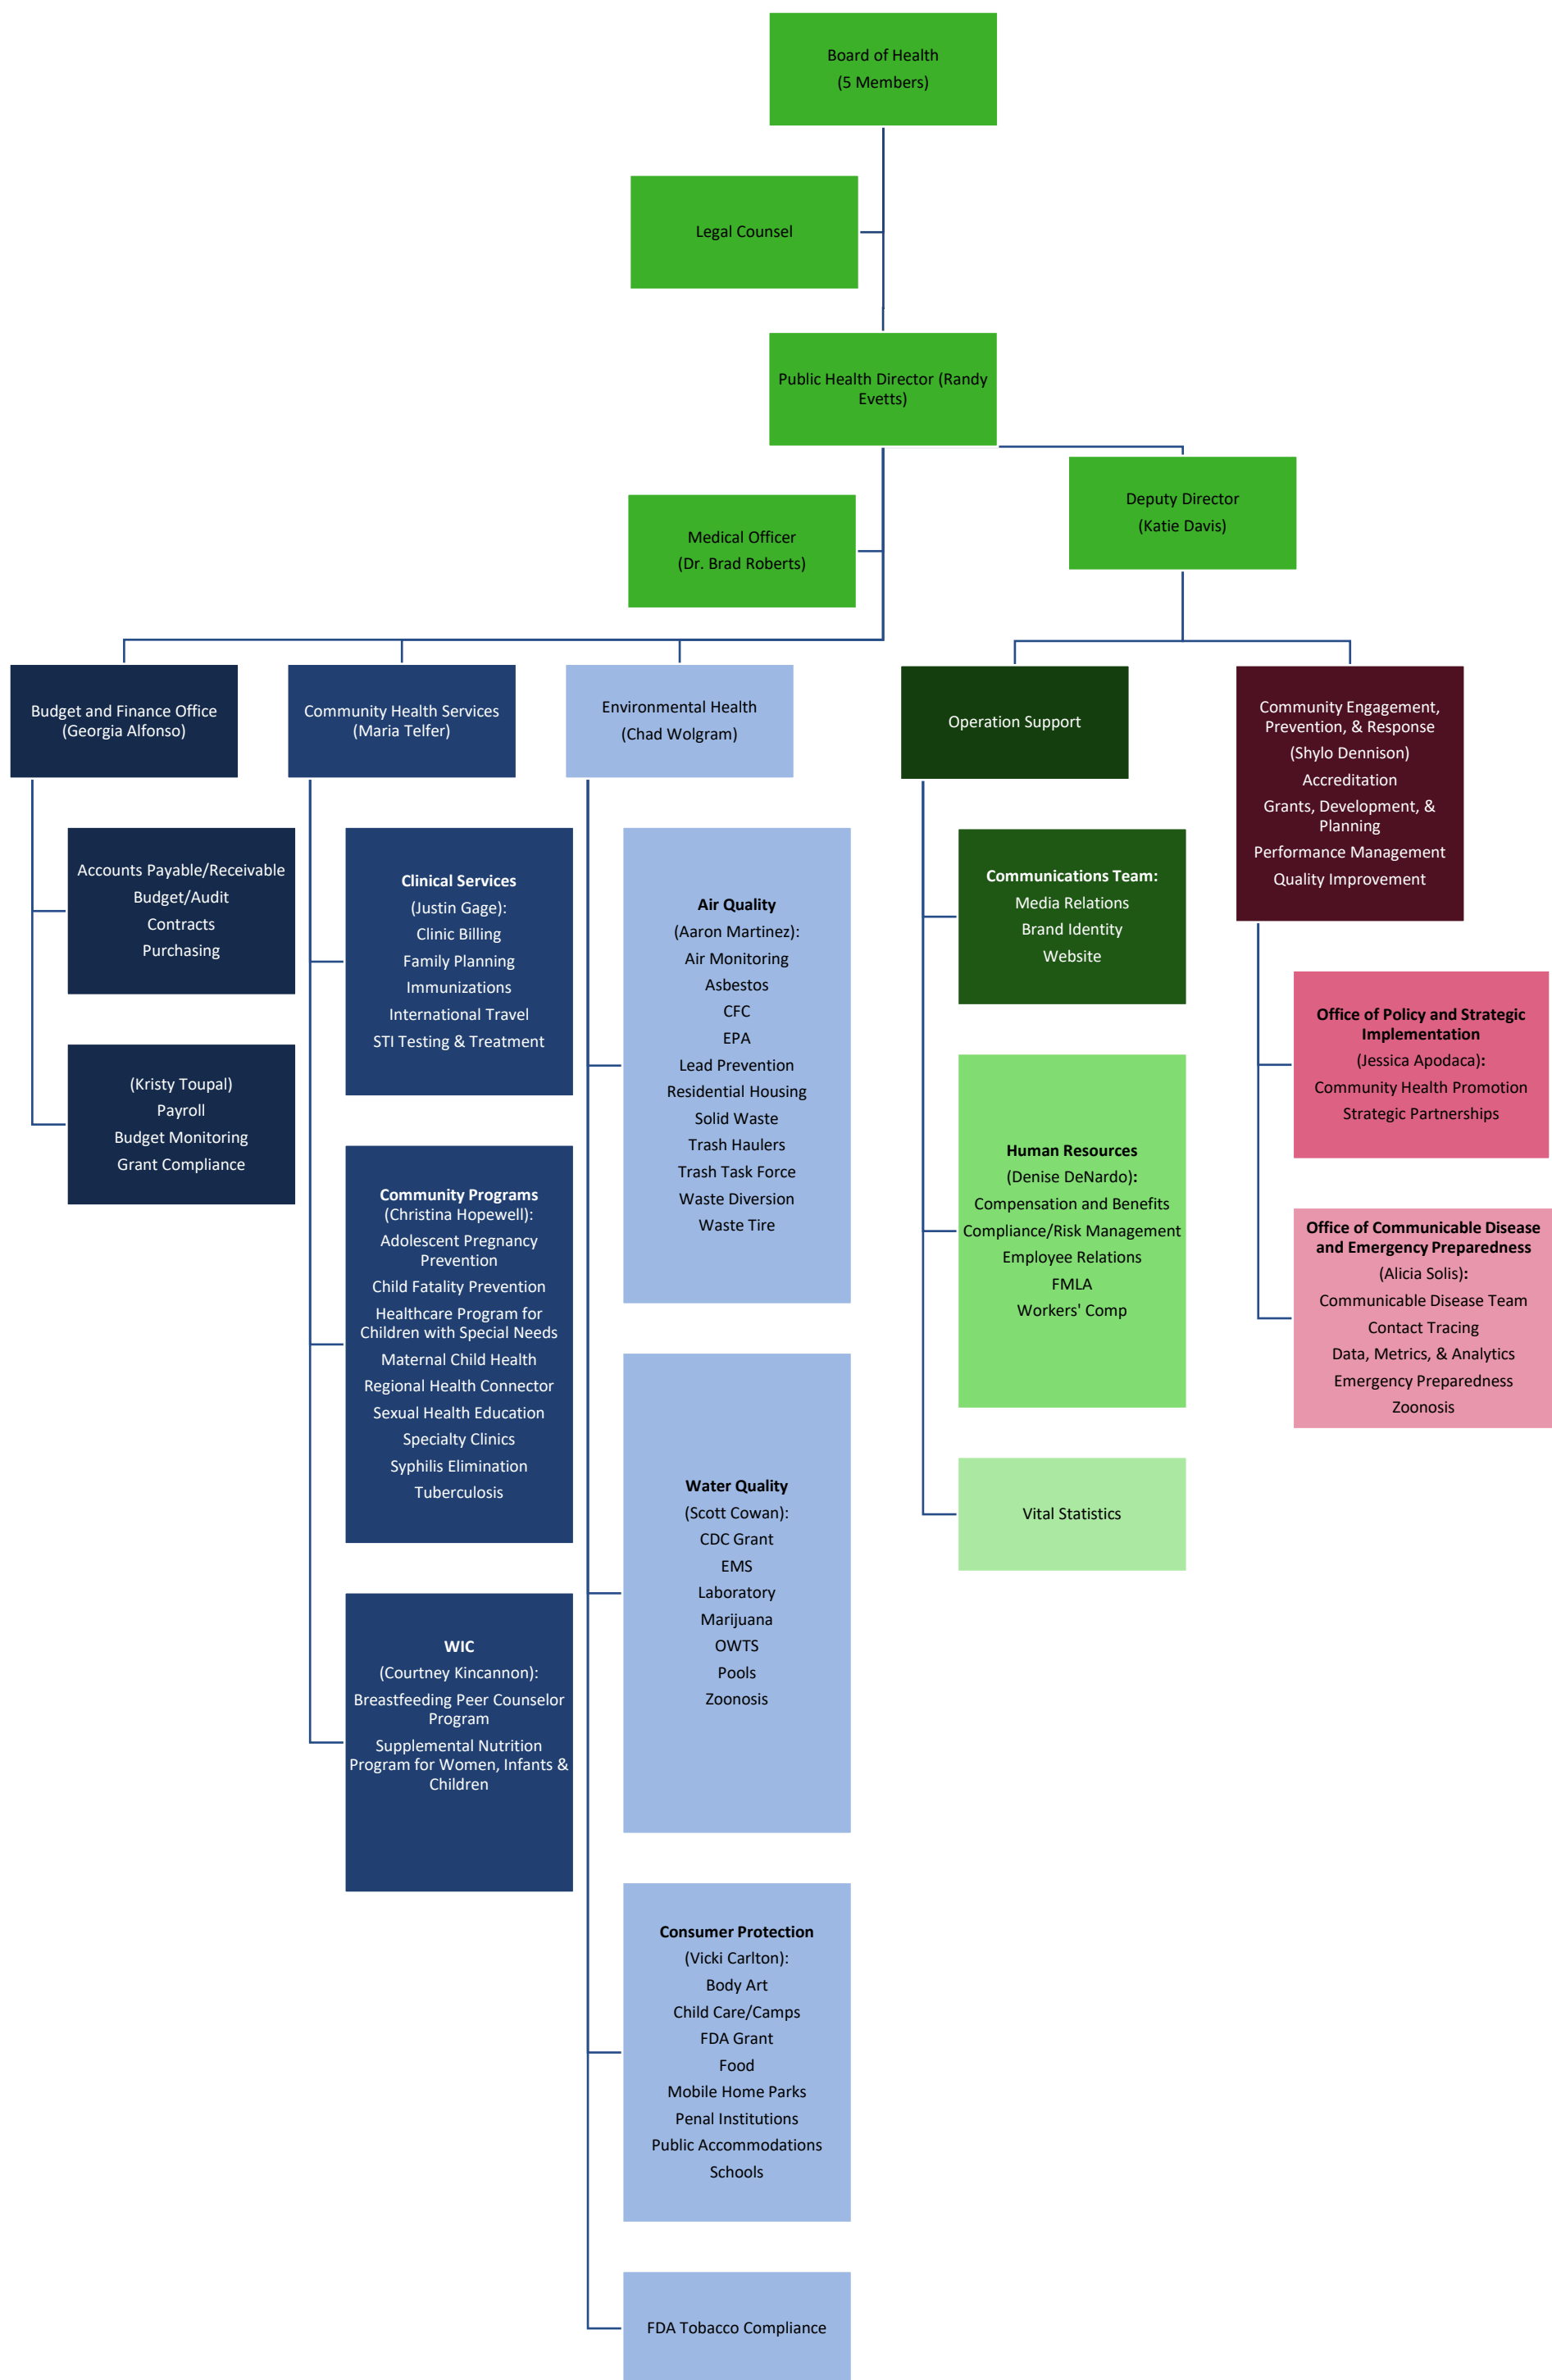 Board of Health
(5 Members)
Legal Counsel
Public Health Director (Randy
Evetts)
Deputy Director
(Katie Davis)
Medical Officer
(Dr. Brad Roberts)
Budget and Finance Office
(Georgia Alfonso)
Accounts Payable/Receivable
Budget/Audit
Contracts
Purchasing
(Kristy Toupal)
Payroll
Budget Monitoring
Grant Compliance
Community Health Services
(Maria Telfer)
Clinical Services
(Justin Gage):
Clinic Billing
Family Planning
Immunizations
International Travel
STI Testing & Treatment
Community Programs
(Christina Hopewell):
Adolescent Pregnancy
Prevention
Child Fatality Prevention
Healthcare Program for
Children with Special Needs
Maternal Child Health
Regional Health Connector
Sexual Health Education
Specialty Clinics
Syphilis Elimination
Tuberculosis
WIC
(Courtney Kincannon):
Breastfeeding Peer Counselor
Program
Supplemental Nutrition
Program for Women, Infants &
Children
Environmental Health
(Chad Wolgram)
Air Quality
(Aaron Martinez):
Air Monitoring
Asbestos
CFC
EPA
Lead Prevention
Residential Housing
Solid Waste
Trash Haulers
Trash Task Force
Waste Diversion
Waste Tire
Water Quality
(Scott Cowan):
CDC Grant
EMS
Laboratory
Marijuana
OWTS
Pools
Zoonosis
Consumer Protection
(Vicki Carlton):
Body Art
Child Care/Camps
FDA Grant
Food
Mobile Home Parks
Penal Institutions
Public Accommodations
Schools
FDA Tobacco Compliance
Operation Support
Communications Team:
Media Relations
Brand Identity
Website
Human Resources
(Denise DeNardo):
Compensation and Benefits
Compliance/Risk Management
Employee Relations
FMLA
Workers' Comp
Vital Statistics
Community Engagement,
Prevention, & Response
(Shylo Dennison)
Accreditation
Grants, Development, &
Planning
Performance Management
Quality Improvement
Office of Policy and Strategic
Implementation
(Jessica Apodaca):
Community Health Promotion
Strategic Partnerships
Office of Communicable Disease
and Emergency Preparedness
(Alicia Solis):
Communicable Disease Team
Contact Tracing
Data, Metrics, & Analytics
Emergency Preparedness
Zoonosis